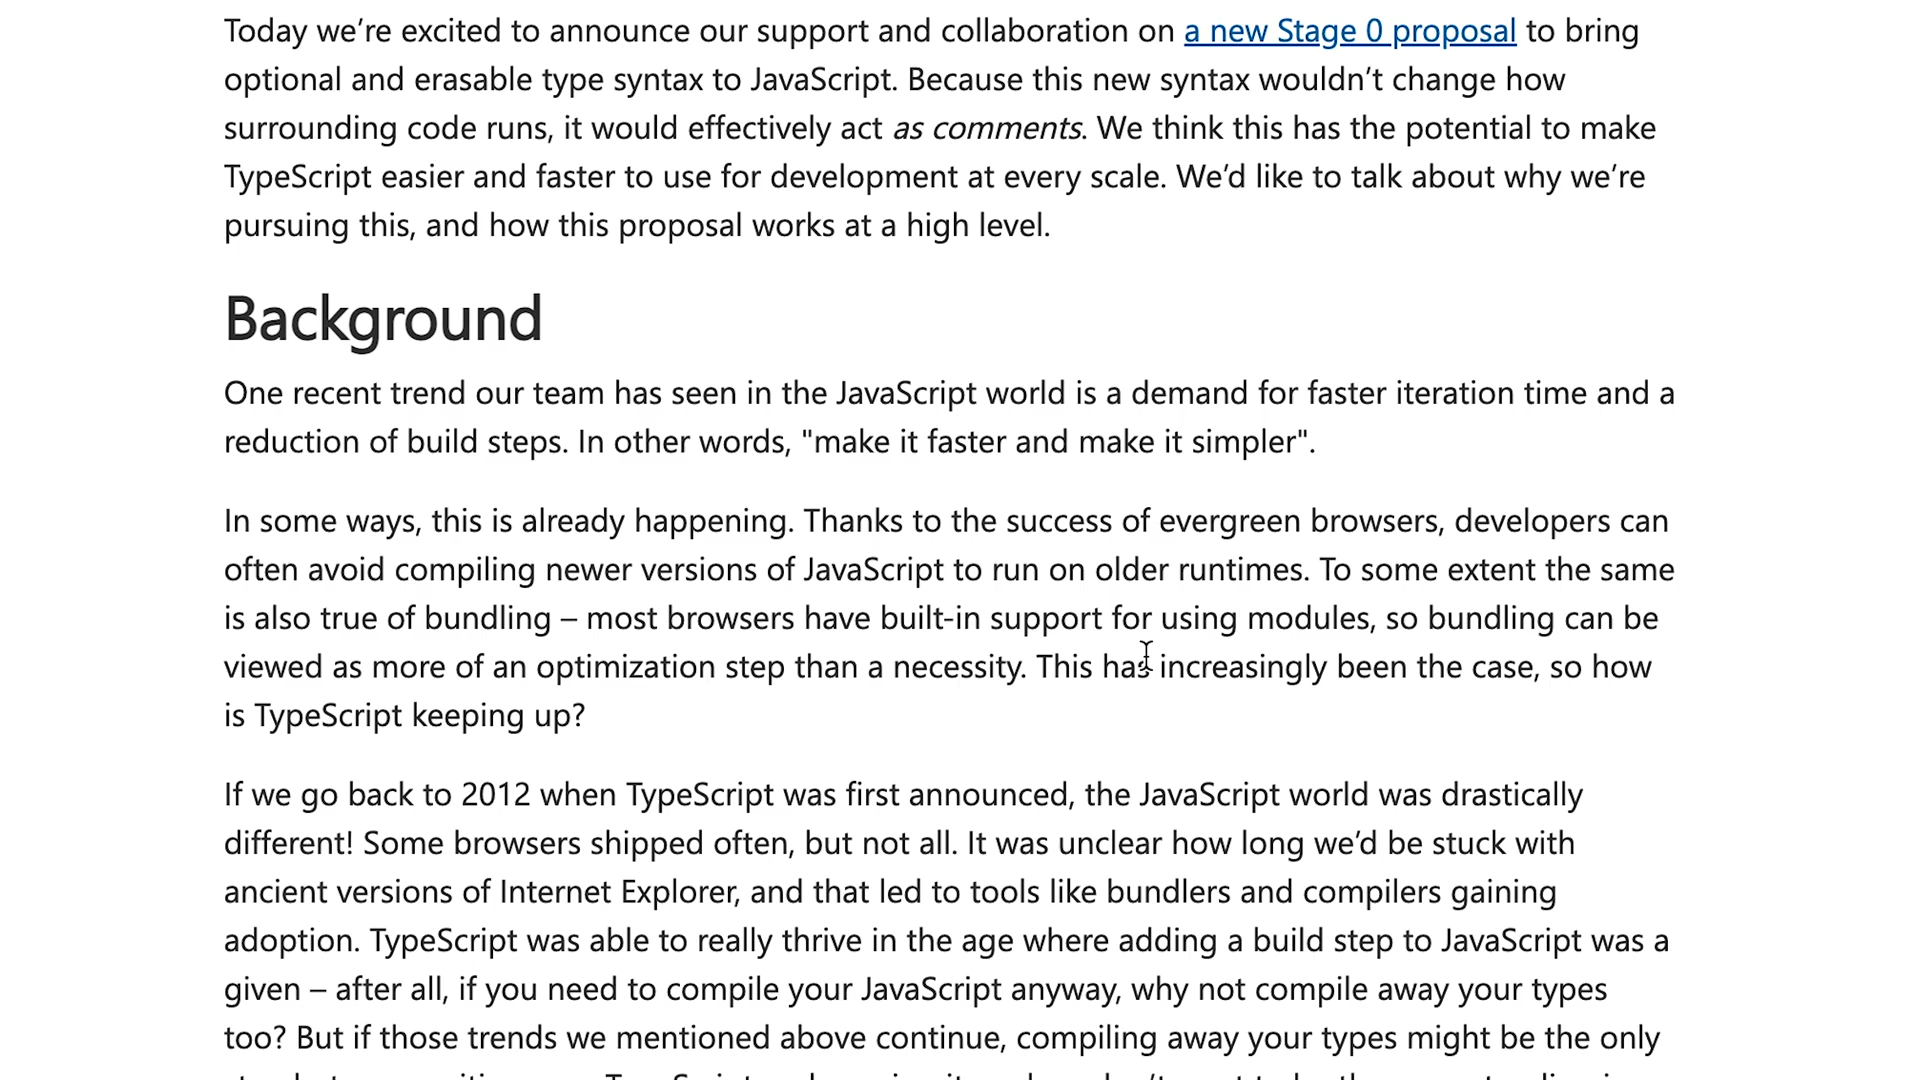 Today we’re excited to announce our support and collaboration on a new Stage 0 proposal to bring
optional and erasable type syntax to JavaScript. Because this new syntax wouldn’t change how
surrounding code runs, it would effectively act as comments. We think this has the potential to make
TypeScript easier and faster to use for development at every scale. We’d like to talk about why we’re
pursuing this, and how this proposal works at a high level.
Background
One recent trend our team has seen in the JavaScript world is a demand for faster iteration time and a
reduction of build steps. In other words, "make it faster and make it simpler".
In some ways, this is already happening. Thanks to the success of evergreen browsers, developers can
often avoid compiling newer versions of JavaScript to run on older runtimes. To some extent the same
is also true of bundling – most browsers have built-in support for using modules, so bundling can be
viewed as more of an optimization step than a necessity. This has increasingly been the case, so how
is TypeScript keeping up?
If we go back to 2012 when TypeScript was first announced, the JavaScript world was drastically
different! Some browsers shipped often, but not all. It was unclear how long we’d be stuck with
ancient versions of Internet Explorer, and that led to tools like bundlers and compilers gaining
adoption. TypeScript was able to really thrive in the age where adding a build step to JavaScript was a
given – after all, if you need to compile your JavaScript anyway, why not compile away your types
too? But if those trends we mentioned above continue, compiling away your types might be the only